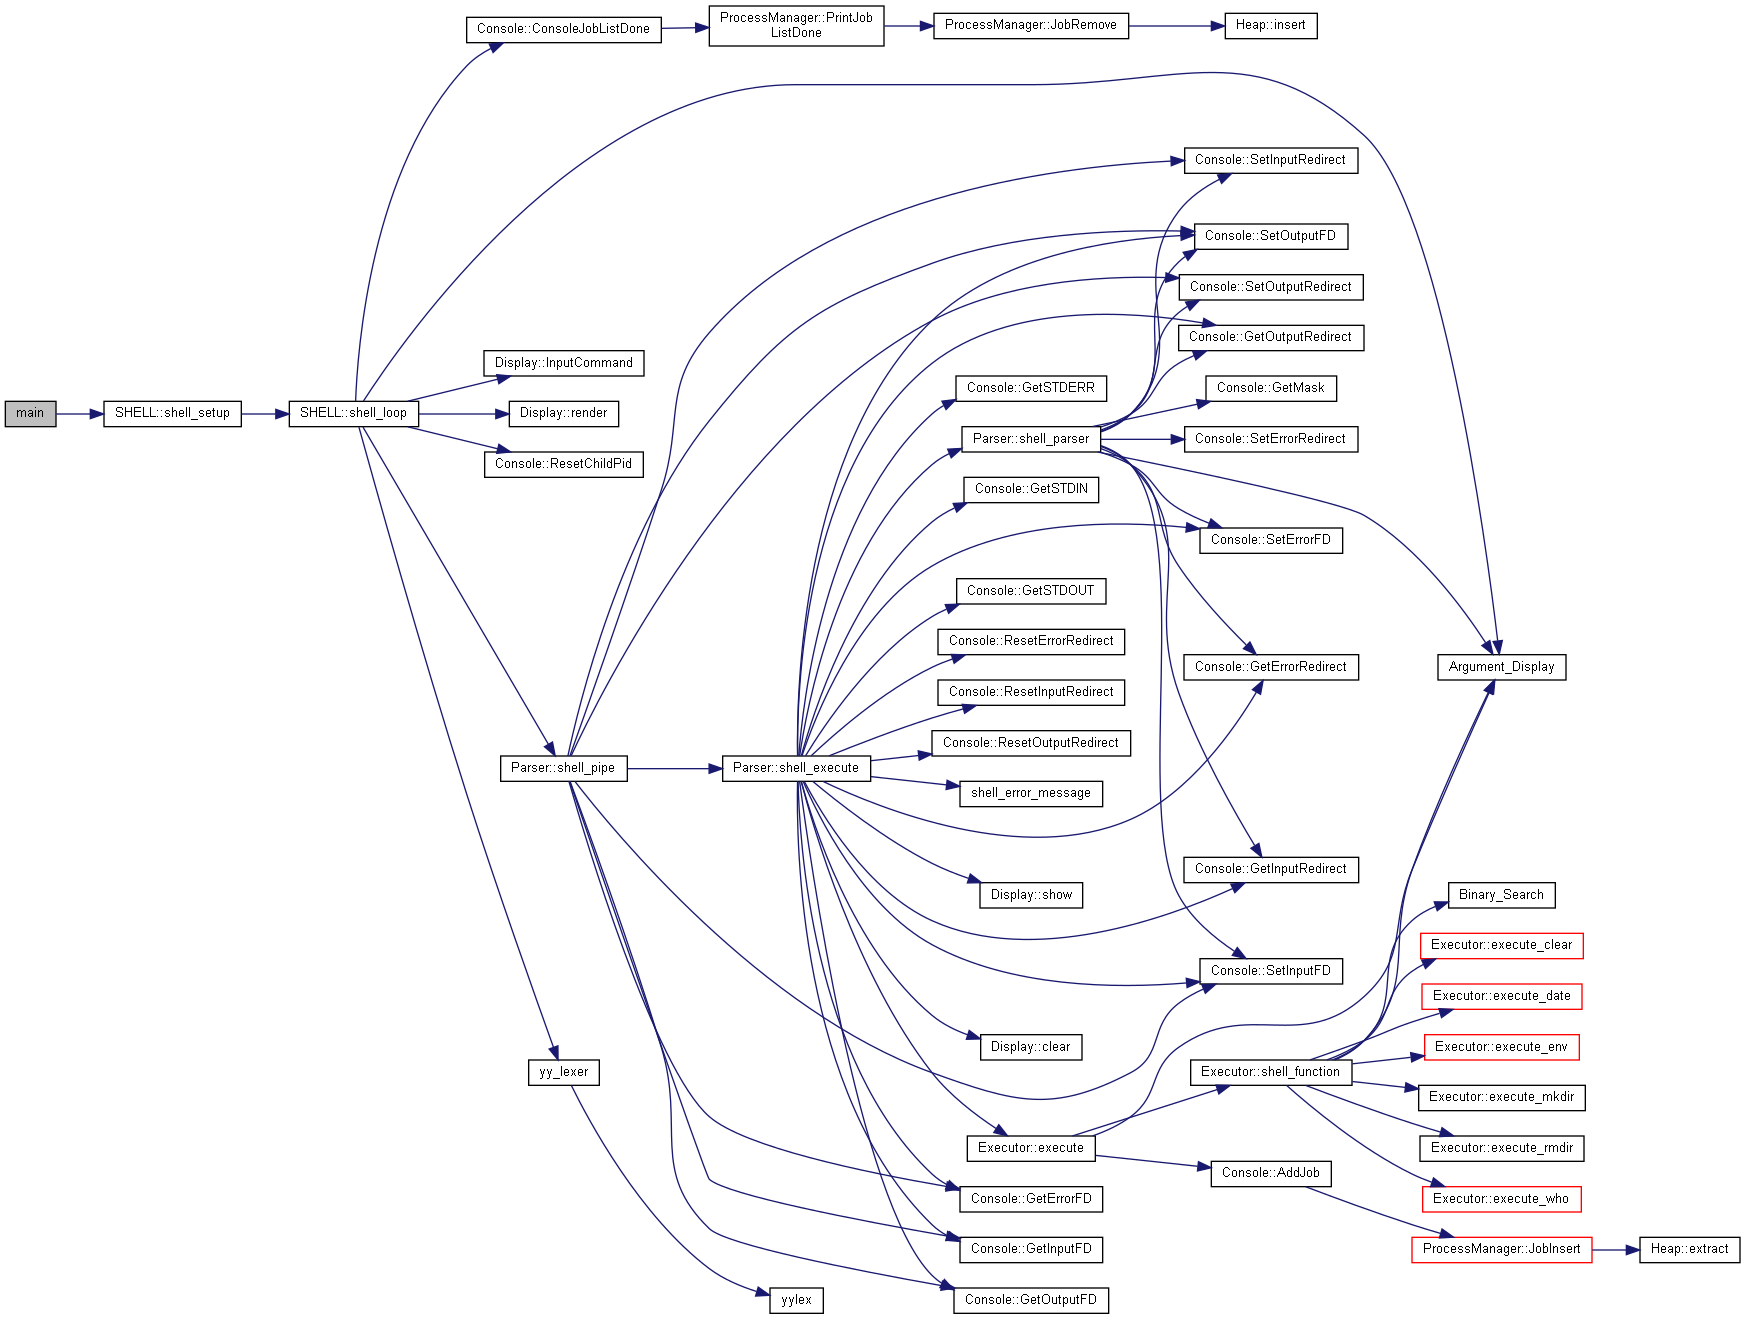 Console::ConsoleJobListDone
ProcessManager::PrintJob
ListDone
ProcessManager::JobRemove
Heap::insert
Console::SetInputRedirect
Console::SetOutputFD
Console::SetOutputRedirect
Console::GetOutputRedirect
Display::InputCommand
Console::GetSTDERR
Console::GetMask
main
SHELL::shell_setup
SHELL::shell_loop
Display::render
Parser::shell_parser
Console::SetErrorRedirect
Console::ResetChildPid
Console::GetSTDIN
Console::SetErrorFD
Console::GetSTDOUT
Console::ResetErrorRedirect
Console::GetErrorRedirect
Argument_Display
Console::ResetInputRedirect
Console::ResetOutputRedirect
Parser::shell_pipe
Parser::shell_execute
shell_error_message
Console::GetInputRedirect
Display::show
Binary_Search
Executor::execute_clear
Console::SetInputFD
Executor::execute_date
Display::clear
Executor::execute_env
yy_lexer
Executor::shell_function
Executor::execute_mkdir
Executor::execute
Executor::execute_rmdir
Console::AddJob
Console::GetErrorFD
Executor::execute_who
Console::GetInputFD
ProcessManager::JobInsert
Heap::extract
yylex
Console::GetOutputFD